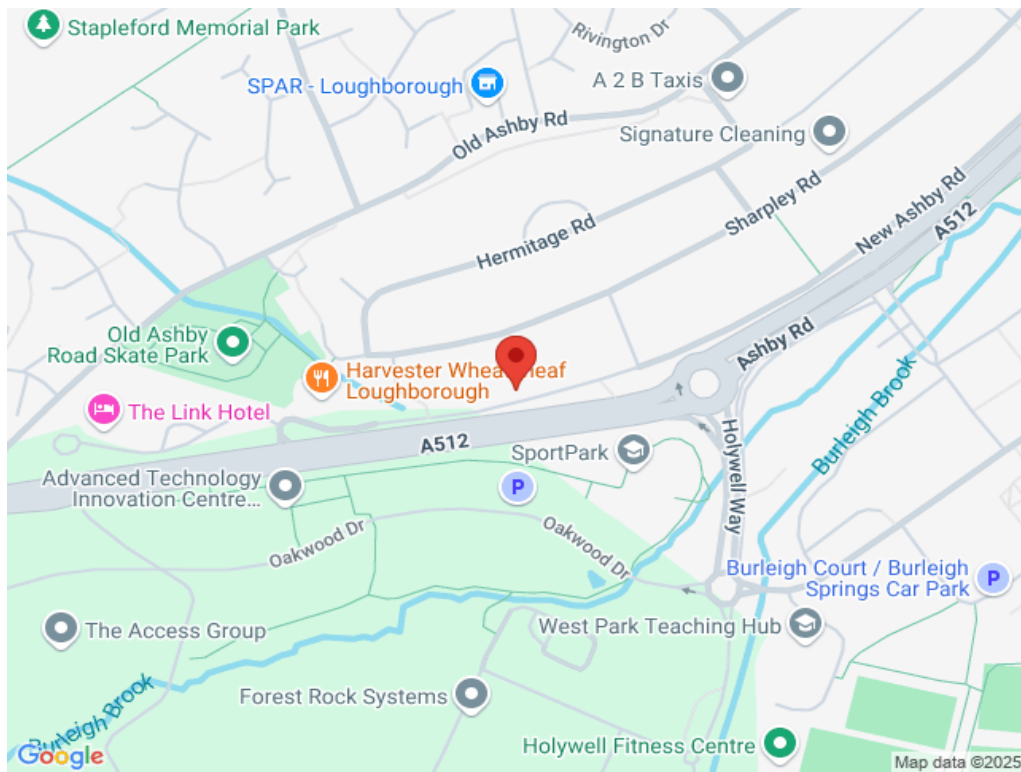 Stapleford Memorial Park
Rivington Dr
SPAR - Loughborough
A 2 B Taxis
Old Ashby Rd
Signature Cleaning
Sharpley Rd
New Ashby Rd
A512
Hermitage Rd
Old Ashby
Road Skate Park
Ashby Rd
Harvester
Loughborough
The Link Hotel
Burleigh Brook
A512
SportPark
Holywell Way
Advanced Technology
Innovation Centre...
P
Oakwood Dr
Oakwood Dr
Burleigh Court / Burleigh
Springs Car Park
P
The Access Group
West Park Teaching Hub
Burleigh Brook
Forest Rock Systems
Holywell Fitness Centre
Google
Map data ©2025